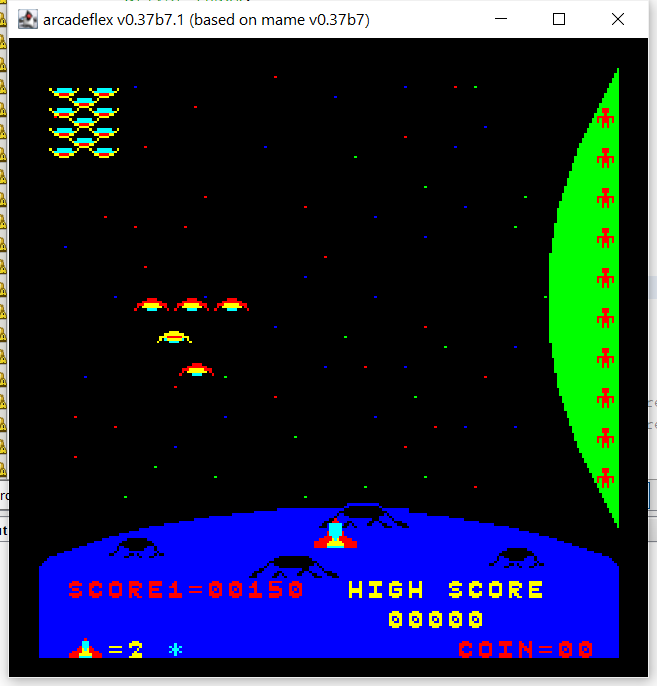 arcadeflex v0.37b7.1 (based on mame v0.37b7)
SCORE1=00150 HIGH SCORE
00000
=2 * COIN=00